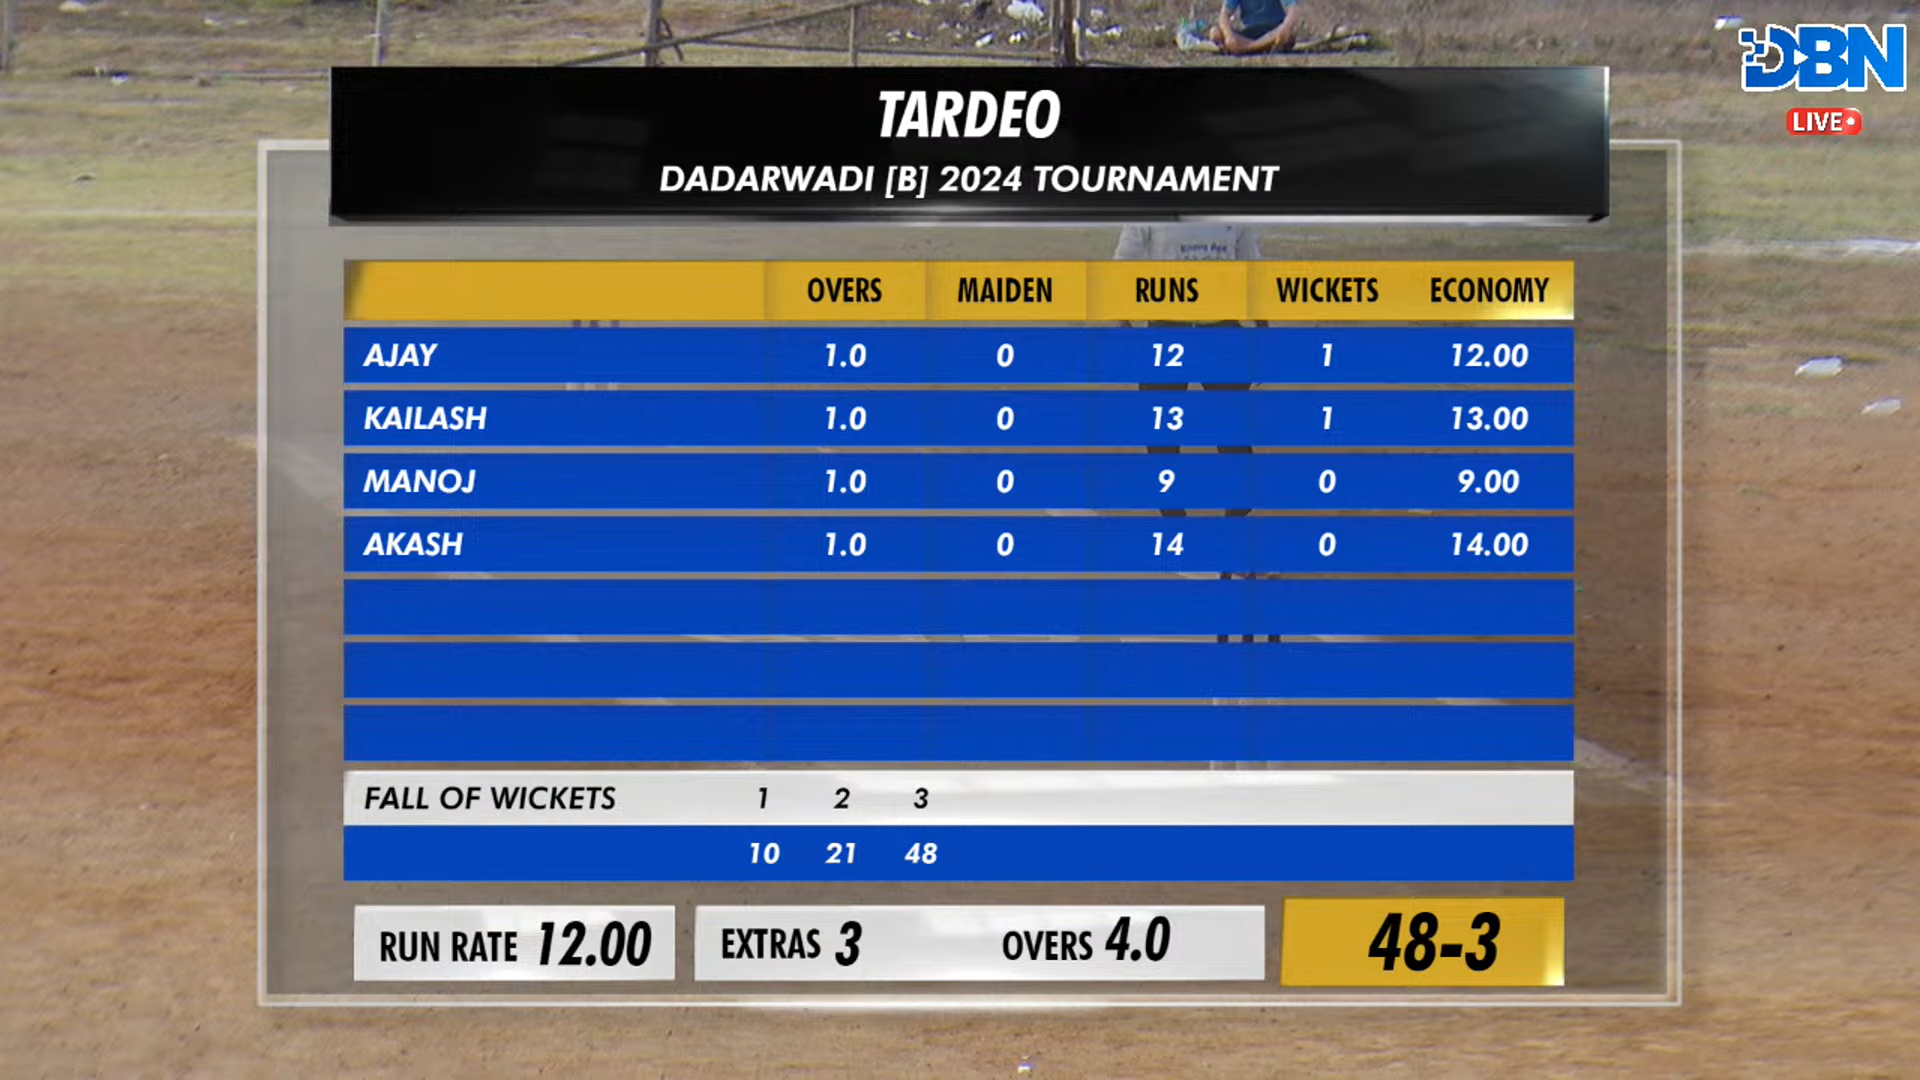 DBN
LIVE
TARDEO
DADARWADI [B] 2024 TOURNAMENT
OVERS MAIDEN RUNS WICKETS ECONOMY
AJAY 1.0 0 12 1 12.00
KAILASH 1.0 0 13 1 13.00
MANOJ 1.0 0 9 0 9.00
AKASH 1.0 0 14 0 14.00
FALL OF WICKETS 1 2 3
10 21 48
RUN RATE 12.00 EXTRAS 3 OVERS 4.0 48-3